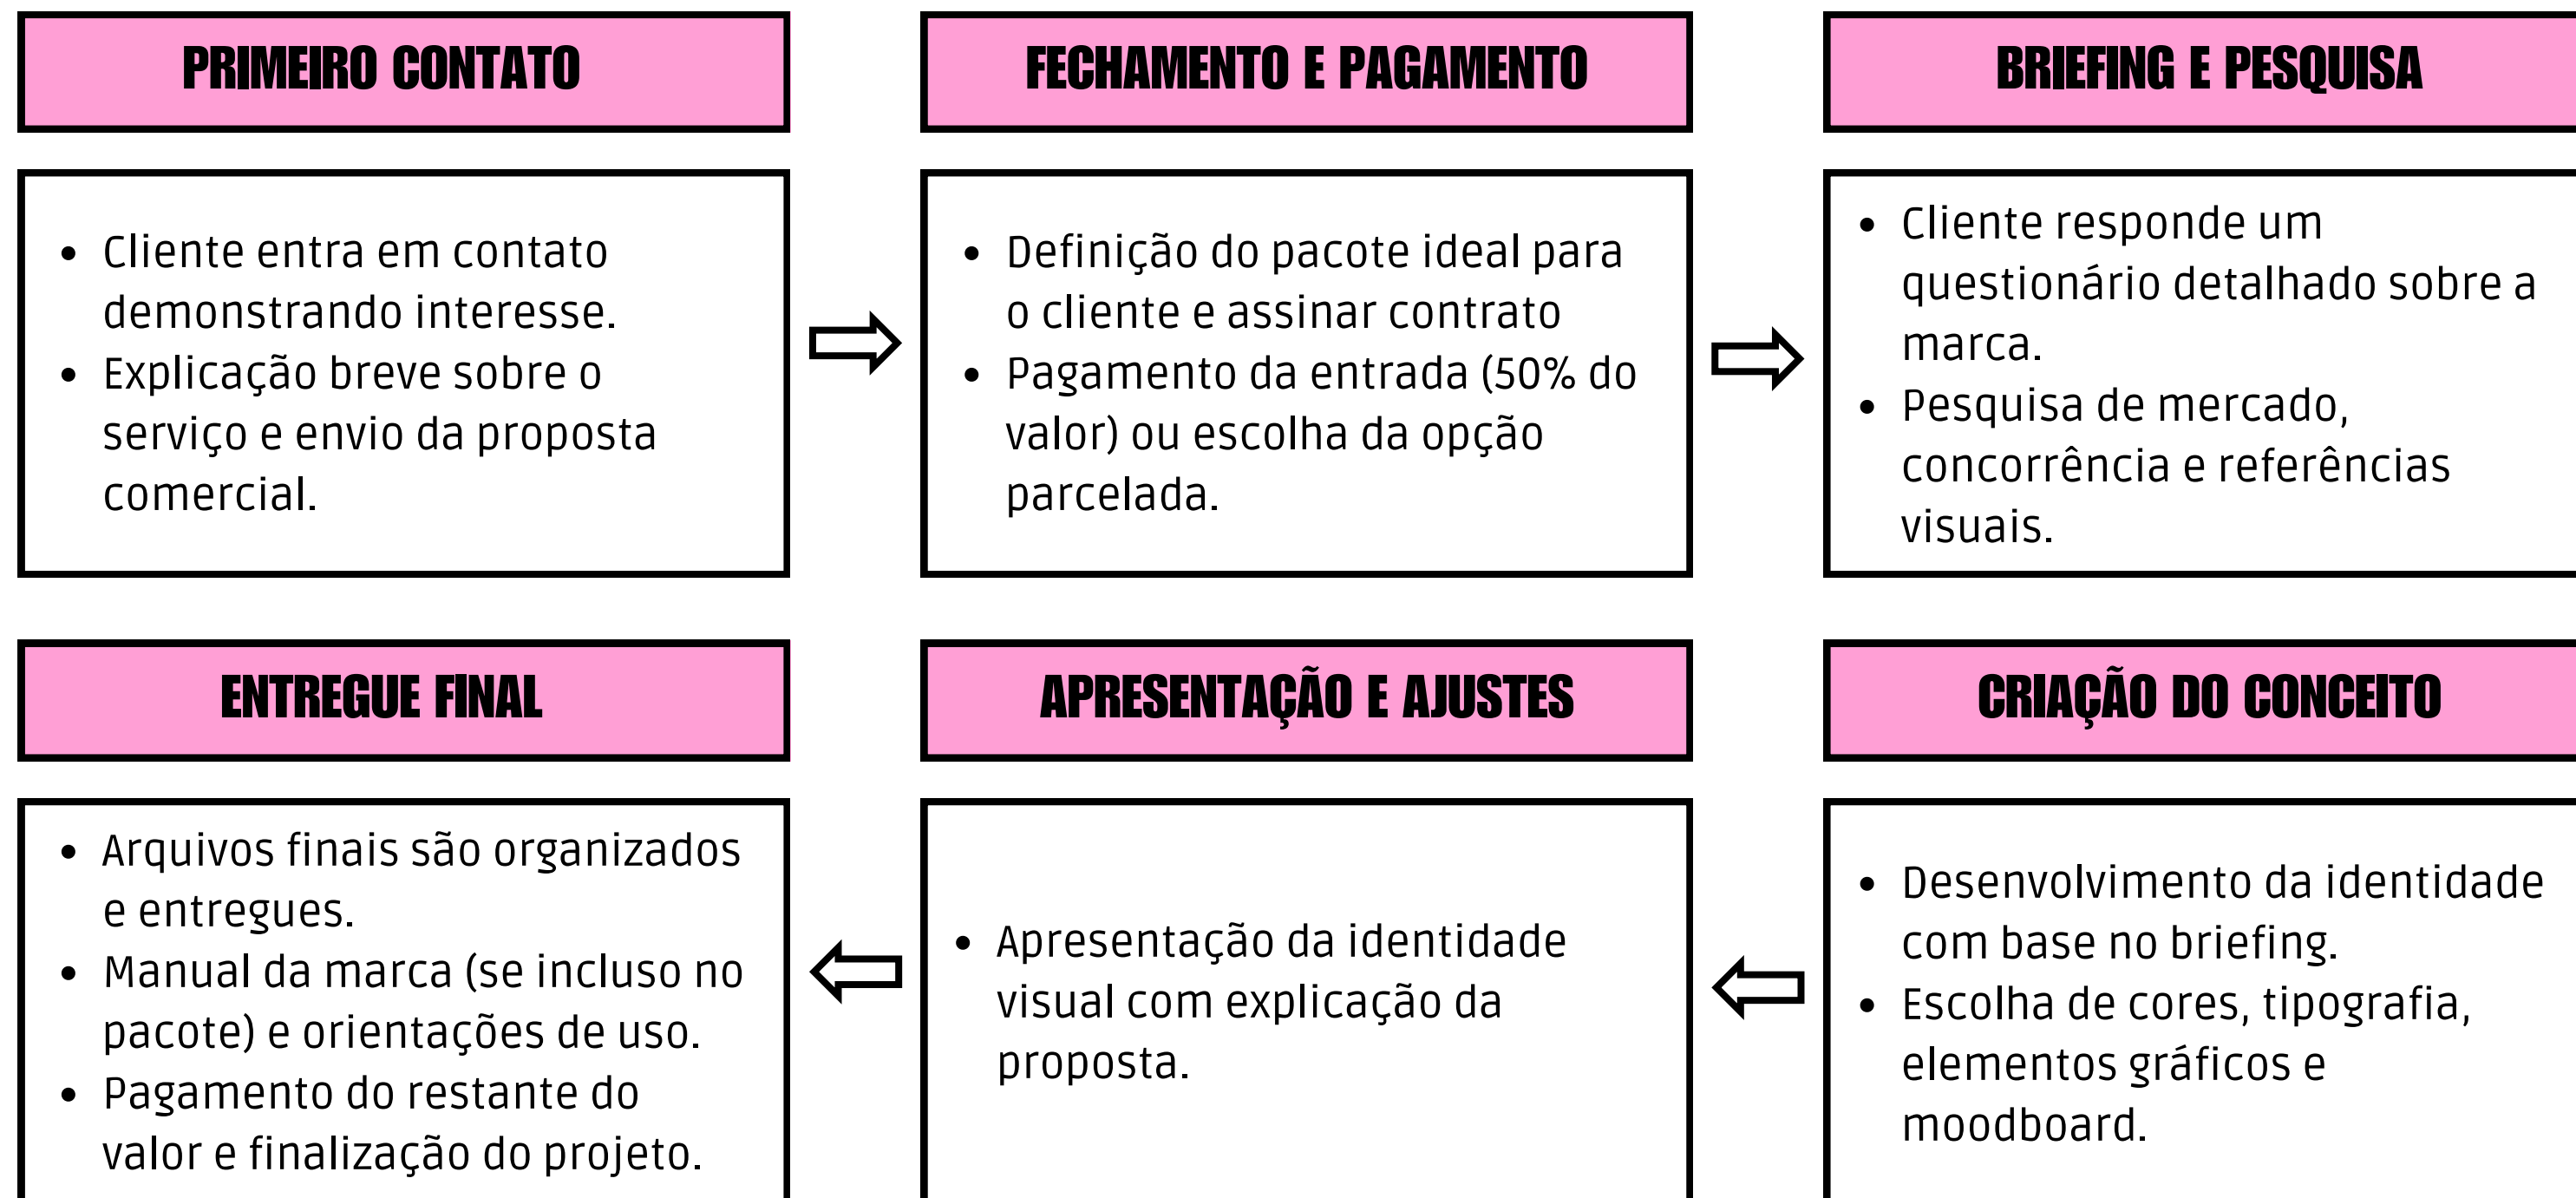 PRIMEIRO CONTATO
• Cliente entra em contato
demonstrando interesse.
• Explicação breve sobre o
serviço e envio da proposta
comercial.
FECHAMENTO E PAGAMENTO
• Definição do pacote ideal para
o cliente e assinar contrato
• Pagamento da entrada (50% do
valor) ou escolha da opção
parcelada.
BRIEFING E PESQUISA
• Cliente responde um
questionário detalhado sobre a
marca.
• Pesquisa de mercado,
concorrência e referências
visuais.
CRIAÇÃO DO CONCEITO
• Desenvolvimento da identidade
com base no briefing.
• Escolha de cores, tipografia,
elementos gráficos e
moodboard.
APRESENTAÇÃO E AJUSTES
• Apresentação da identidade
visual com explicação da
proposta.
ENTREGUE FINAL
• Arquivos finais são organizados
e entregues.
• Manual da marca (se incluso no
pacote) e orientações de uso.
• Pagamento do restante do
valor e finalização do projeto.